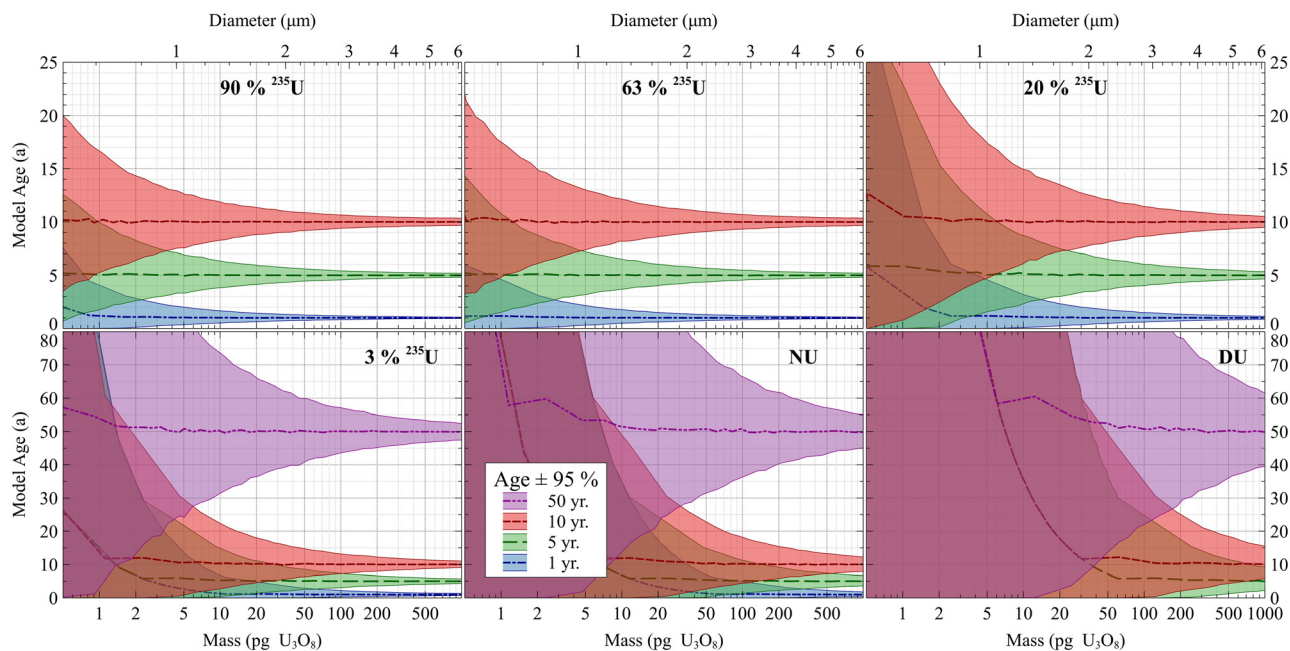 Diameter (μm) Diameter (μm) Diameter (μm)
1 2 3 4 5 6 1 2 3 4 5 6 1 2 3 4 5 6
25 90 % ²³⁵U 63 % ²³⁵U 20 % ²³⁵U 25
20 20
15 15
Model Age (a)
10 10
5 5
0 0
80 3 % ²³⁵U NU DU 80
70 70
60 60
50 50
Model Age (a)
40 40
30 30
20 20
10 10
0 0
Age ± 95 %
50 yr.
10 yr.
5 yr.
1 yr.
1 2 5 10 20 50 100 200 500 1 2 5 10 20 50 100 200 500 1 2 5 10 20 50 100 200 500 1000
Mass (pg U₃O₈) Mass (pg U₃O₈) Mass (pg U₃O₈)